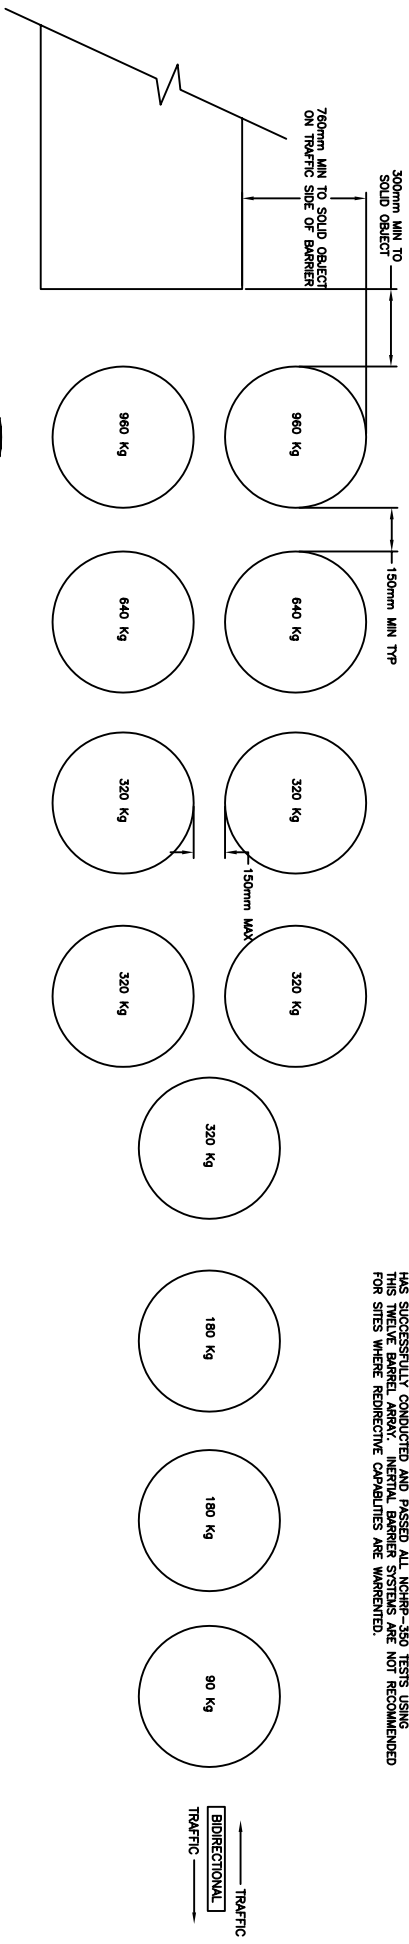 300mm MIN TO
SOLID OBJECT
760mm MIN TO SOLID OBJECT
ON TRAFFIC SIDE OF BARRIER
150mm MIN TYP
960 Kg
640 Kg
320 Kg
320 Kg
960 Kg
640 Kg
320 Kg
320 Kg
150mm MAX
320 Kg
180 Kg
180 Kg
90 Kg
HAS SUCCESSFULLY CONDUCTED AND PASSED ALL NCHRP-350 TESTS USING
THIS TWELVE BARREL ARRAY. INERTIAL BARRIER SYSTEMS ARE NOT RECOMMENDED
FOR SITES WHERE REDIRECTIVE CAPABLITIES ARE WARRENTED.
TRAFFIC
BIDIRECTIONAL
TRAFFIC